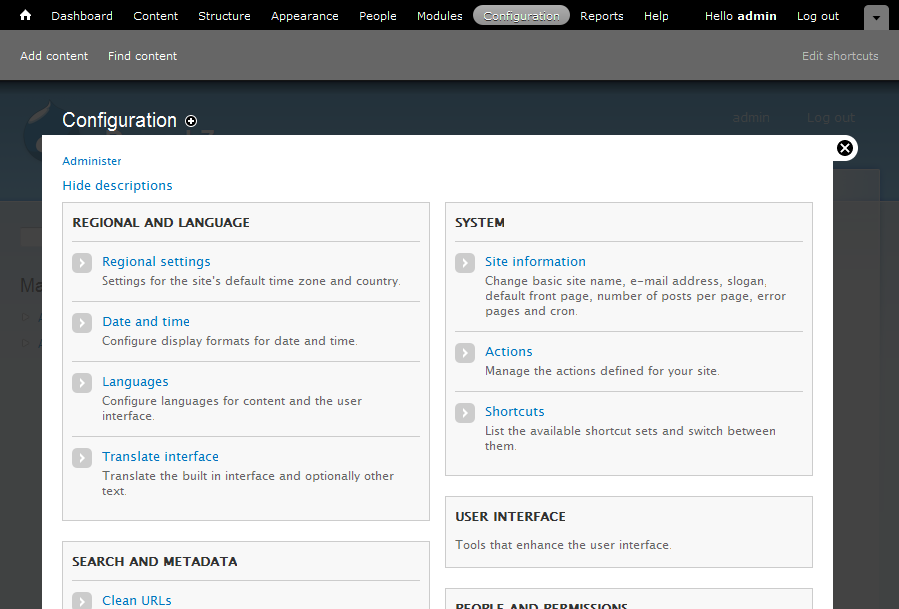 Dashboard Content Structure Appearance People Modules Configuration Reports Help Hello admin Log out
Add content Find content Edit shortcuts
admin Log out
Configuration
Administer
Hide descriptions
REGIONAL AND LANGUAGE
Regional settings
Settings for the site's default time zone and country.
Date and time
Configure display formats for date and time.
Languages
Configure languages for content and the user
interface.
Translate interface
Translate the built in interface and optionally other
text.
SEARCH AND METADATA
Clean URLs
SYSTEM
Site information
Change basic site name, e-mail address, slogan,
default front page, number of posts per page, error
pages and cron.
Actions
Manage the actions defined for your site.
Shortcuts
List the available shortcut sets and switch between
them.
USER INTERFACE
Tools that enhance the user interface.
PEOPLE AND PERMISSIONS